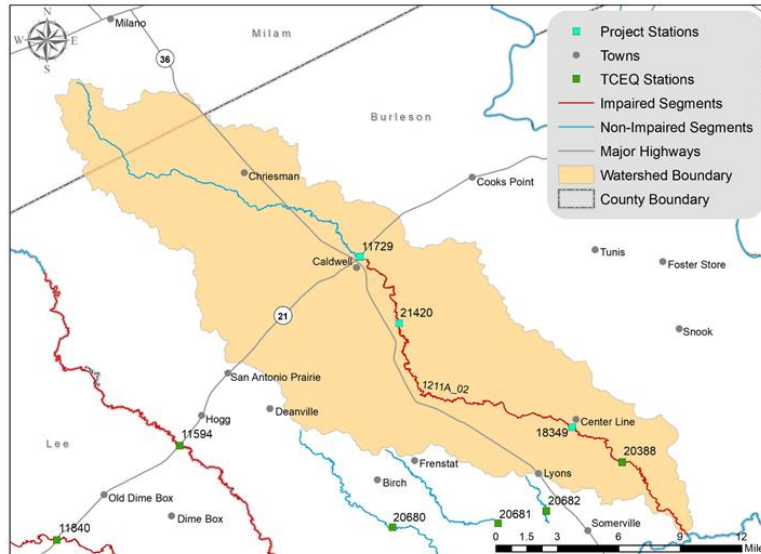 N
W
E
S
Milano
Milam
36
Burleson
Chriesman
Cooks Point
Project Stations
Towns
TCEQ Stations
Impaired Segments
Non-Impaired Segments
Major Highways
Watershed Boundary
County Boundary
11729
Caldwell
Tunis
Foster Store
21420
21
Snook
San Antonio Prairie
1211A_02
Deanville
Hogg
Center Line
18349
11594
Lee
20388
Frenstat
Birch
Lyons
Old Dime Box
Dime Box
20682
20681
20680
Somerville
11840
0 1.5 3 6 9 12
Mile